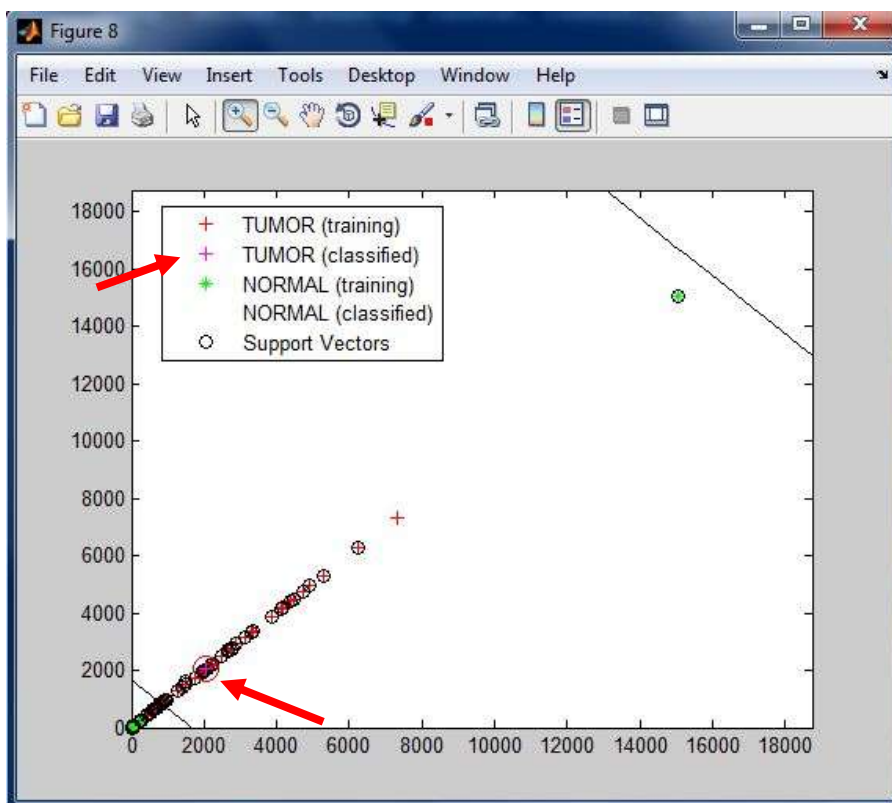 Figure 8
File Edit View Insert Tools Desktop Window Help
18000
16000
14000
12000
10000
8000
6000
4000
2000
0
TUMOR (training)
TUMOR (classified)
NORMAL (training)
NORMAL (classified)
Support Vectors
0 2000 4000 6000 8000 10000 12000 14000 16000 18000